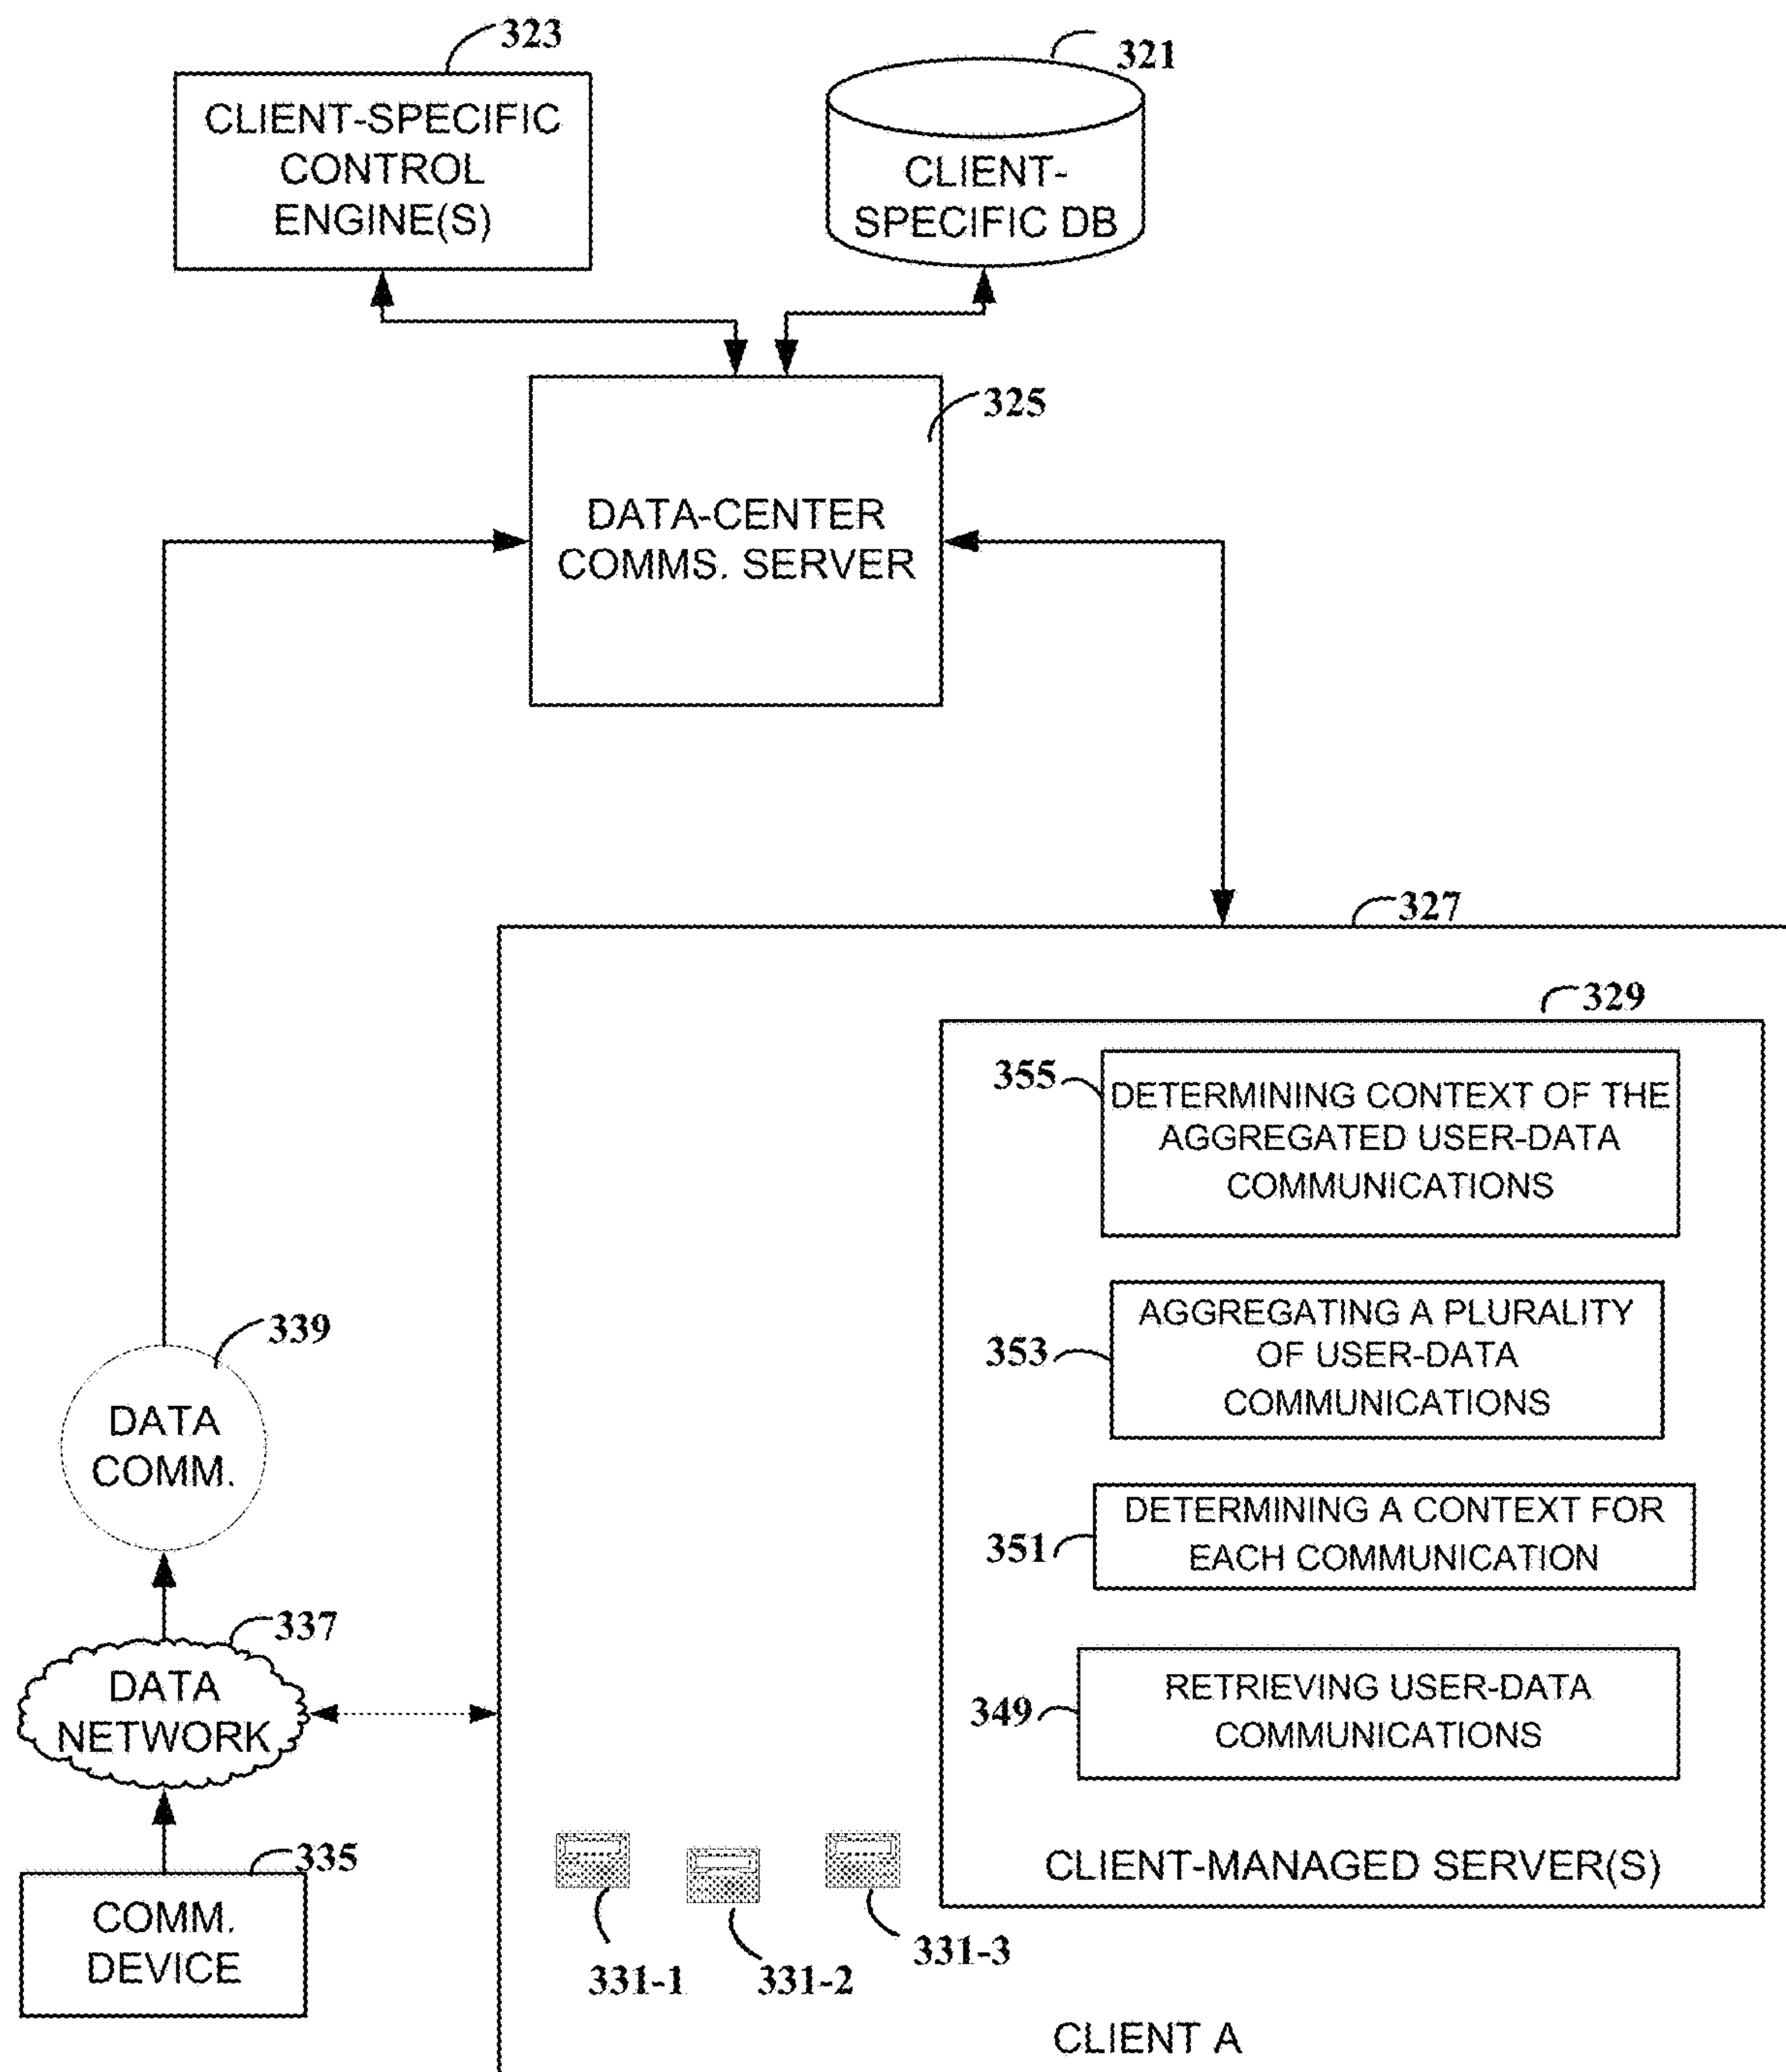 323
CLIENT-SPECIFIC
CONTROL
ENGINE(S)
321
CLIENT-
SPECIFIC DB
325
DATA-CENTER
COMMS. SERVER
327
329
355
DETERMINING CONTEXT OF THE
AGGREGATED USER-DATA
COMMUNICATIONS
353
AGGREGATING A PLURALITY
OF USER-DATA
COMMUNICATIONS
351
DETERMINING A CONTEXT FOR
EACH COMMUNICATION
349
RETRIEVING USER-DATA
COMMUNICATIONS
CLIENT-MANAGED SERVER(S)
339
DATA
COMM.
337
DATA
NETWORK
335
COMM.
DEVICE
331-1
331-2
331-3
CLIENT A